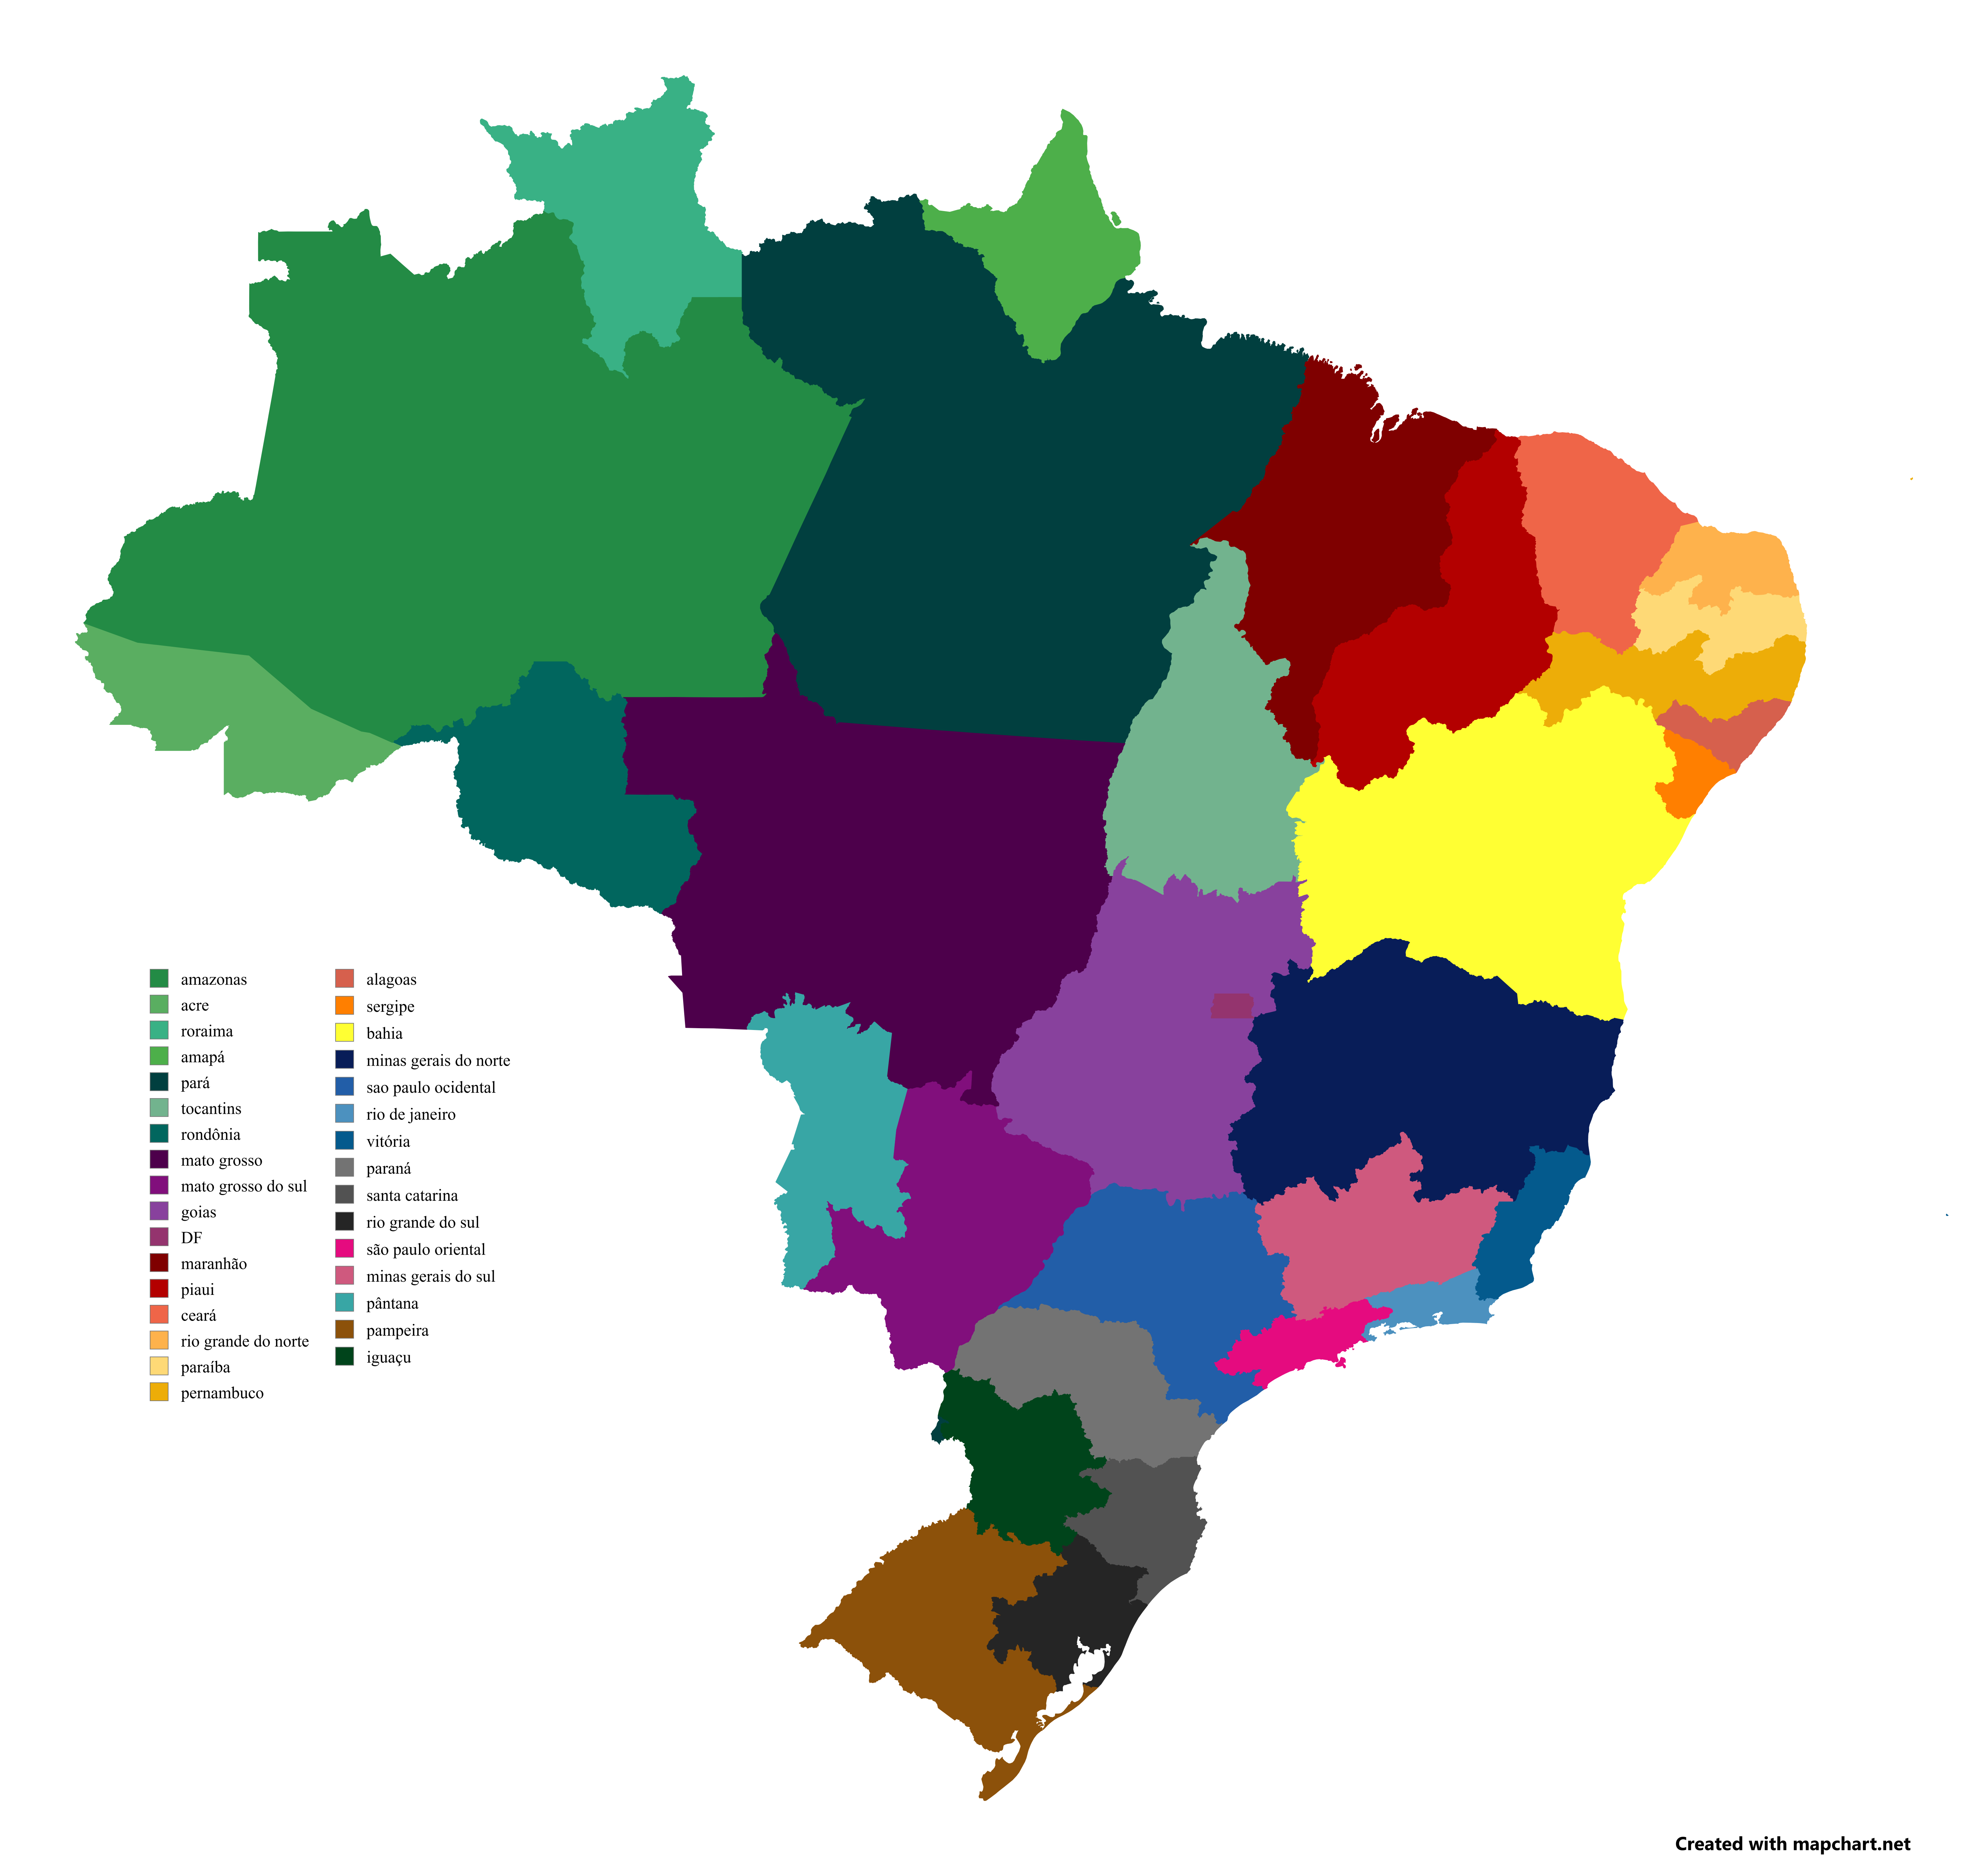 amazonas
acre
roraima
amapá
pará
tocantins
rondônia
mato grosso
mato grosso do sul
goias
DF
maranhão
piaui
ceará
rio grande do norte
paraíba
pernambuco
alagoas
sergipe
bahia
minas gerais do norte
sao paulo ocidental
rio de janeiro
vitória
paraná
santa catarina
rio grande do sul
são paulo oriental
minas gerais do sul
pântana
pampeira
iguaçu
Created with mapchart.net